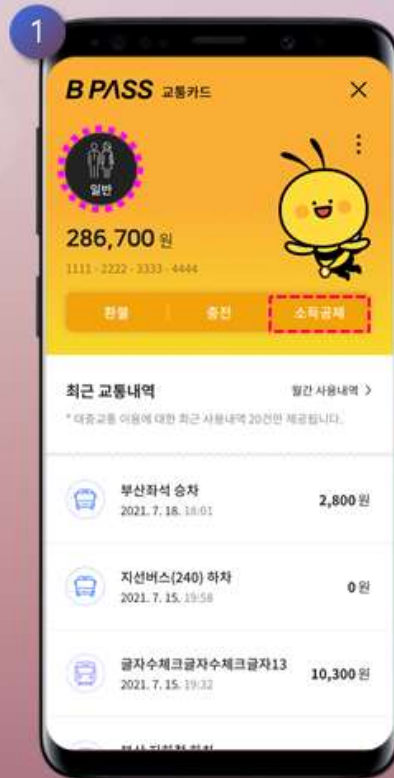 1
B PASS 교통카드
일반
286,700 원
1111 - 2222 - 3333 - 4444
환불 충전 소득공제
최근 교통내역 월간 사용내역
* 대중교통 이용에 대한 최근 사용내역 20건만 제공됩니다.
부산좌석 승차
2021. 7. 18. 18:01
2,800 원
지선버스(240) 하차
2021. 7. 15. 19:58
0 원
글자수체크글자수체크글자13
2021. 7. 15. 19:32
10,300 원